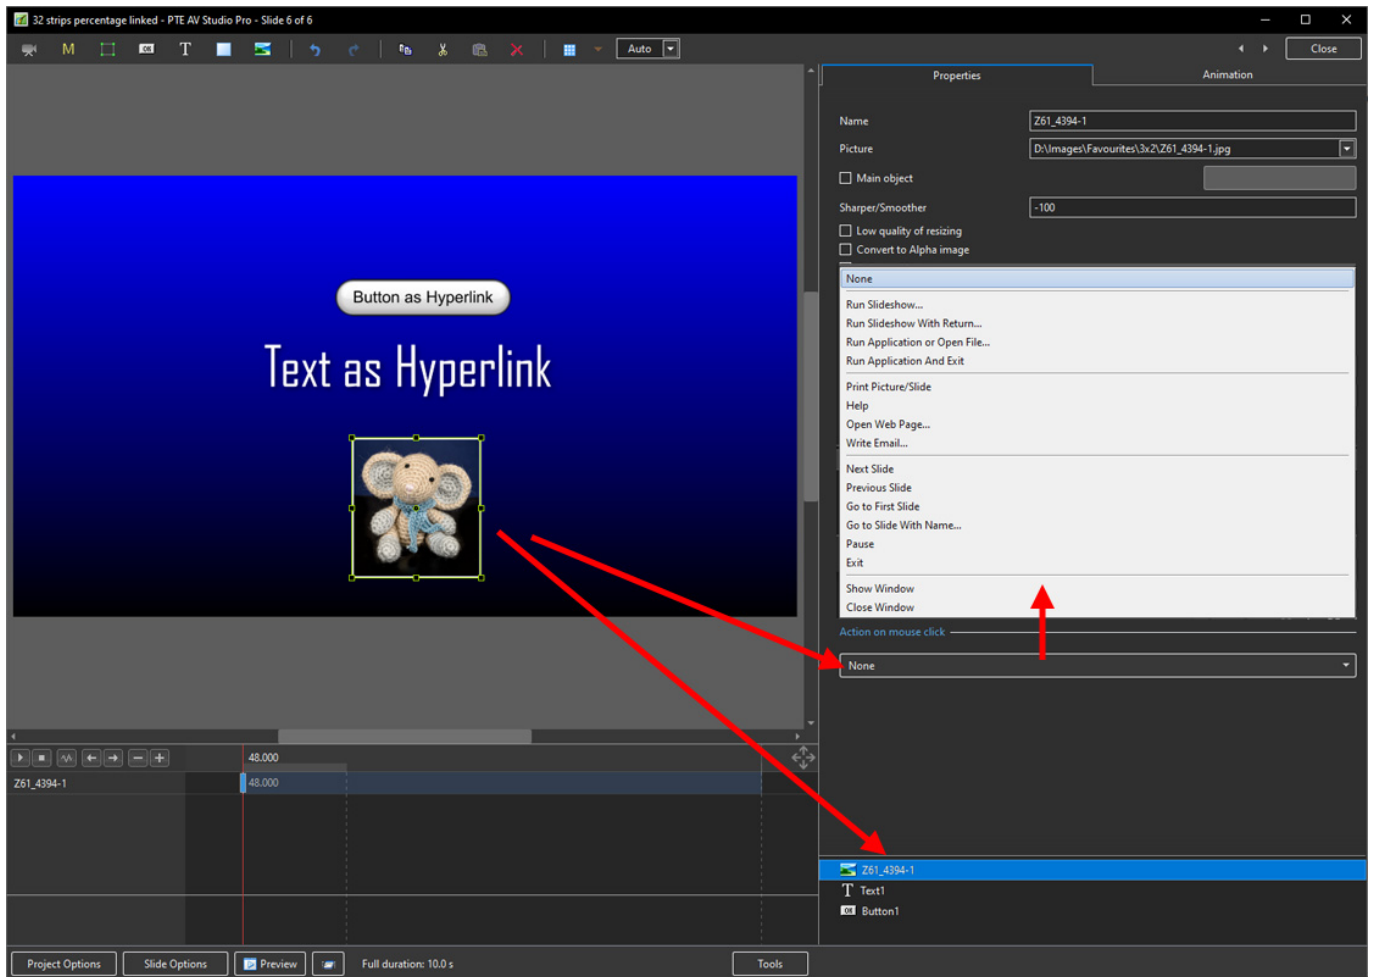 32 strips percentage linked - PTE AV Studio Pro - Slide 6 of 6
M
OK
T
Auto
Close
Properties
Animation
Name
Z61_4394-1
Picture
D:\Images\Favourites\3x2\Z61_4394-1.jpg
Main object
Sharper/Smoother
-100
Low quality of resizing
Convert to Alpha image
None
Run Slideshow...
Run Slideshow With Return...
Run Application or Open File...
Run Application And Exit
Print Picture/Slide
Help
Open Web Page...
Write Email...
Next Slide
Previous Slide
Go to First Slide
Go to Slide With Name...
Pause
Exit
Show Window
Close Window
Action on mouse click
None
Button as Hyperlink
Text as Hyperlink
48.000
Z61_4394-1
48.000
Z61_4394-1
T Text1
OK Button1
Project Options
Slide Options
Preview
Full duration: 10.0 s
Tools